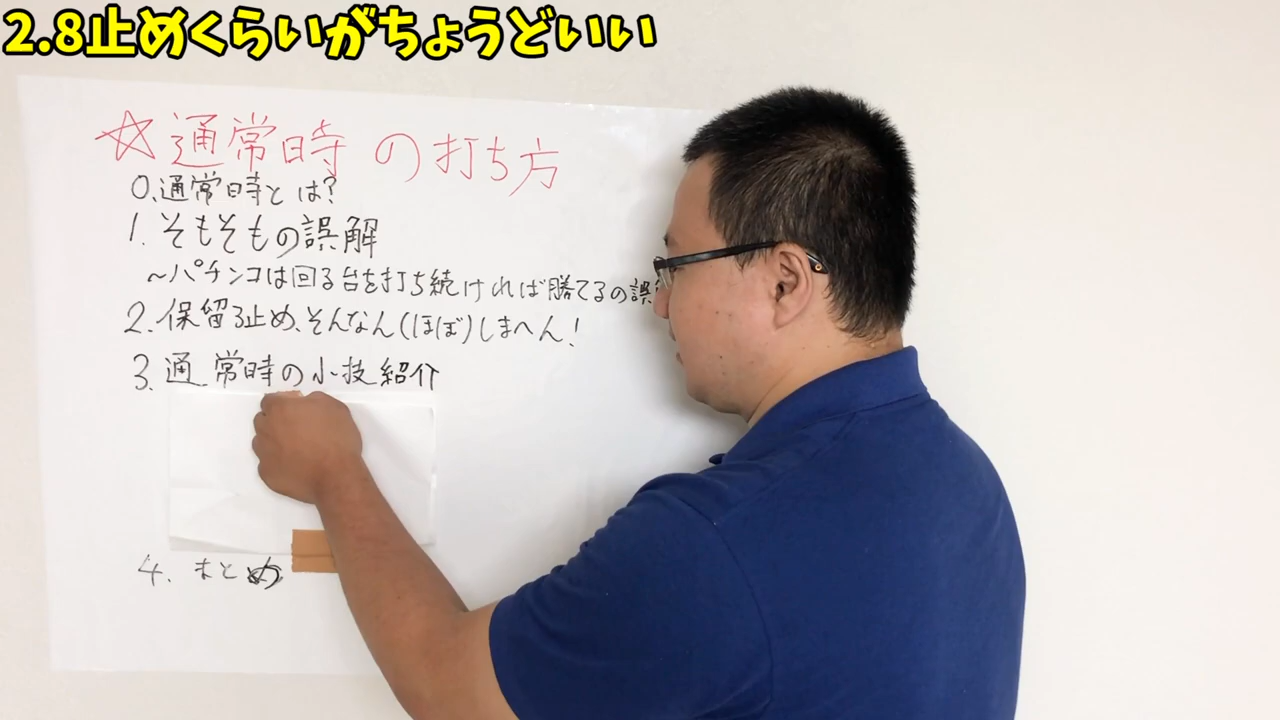 2.8止めくらいがちょうどいい
☆通常時の打ち方
0.通常時とは?
1.そもそもの誤解
~パチンコは回る台を打ち続ければ勝てるの誤
2.保留3止め、そんなん(ほぼ)しまへん!
3.通常時の小技紹介
4.まとめ